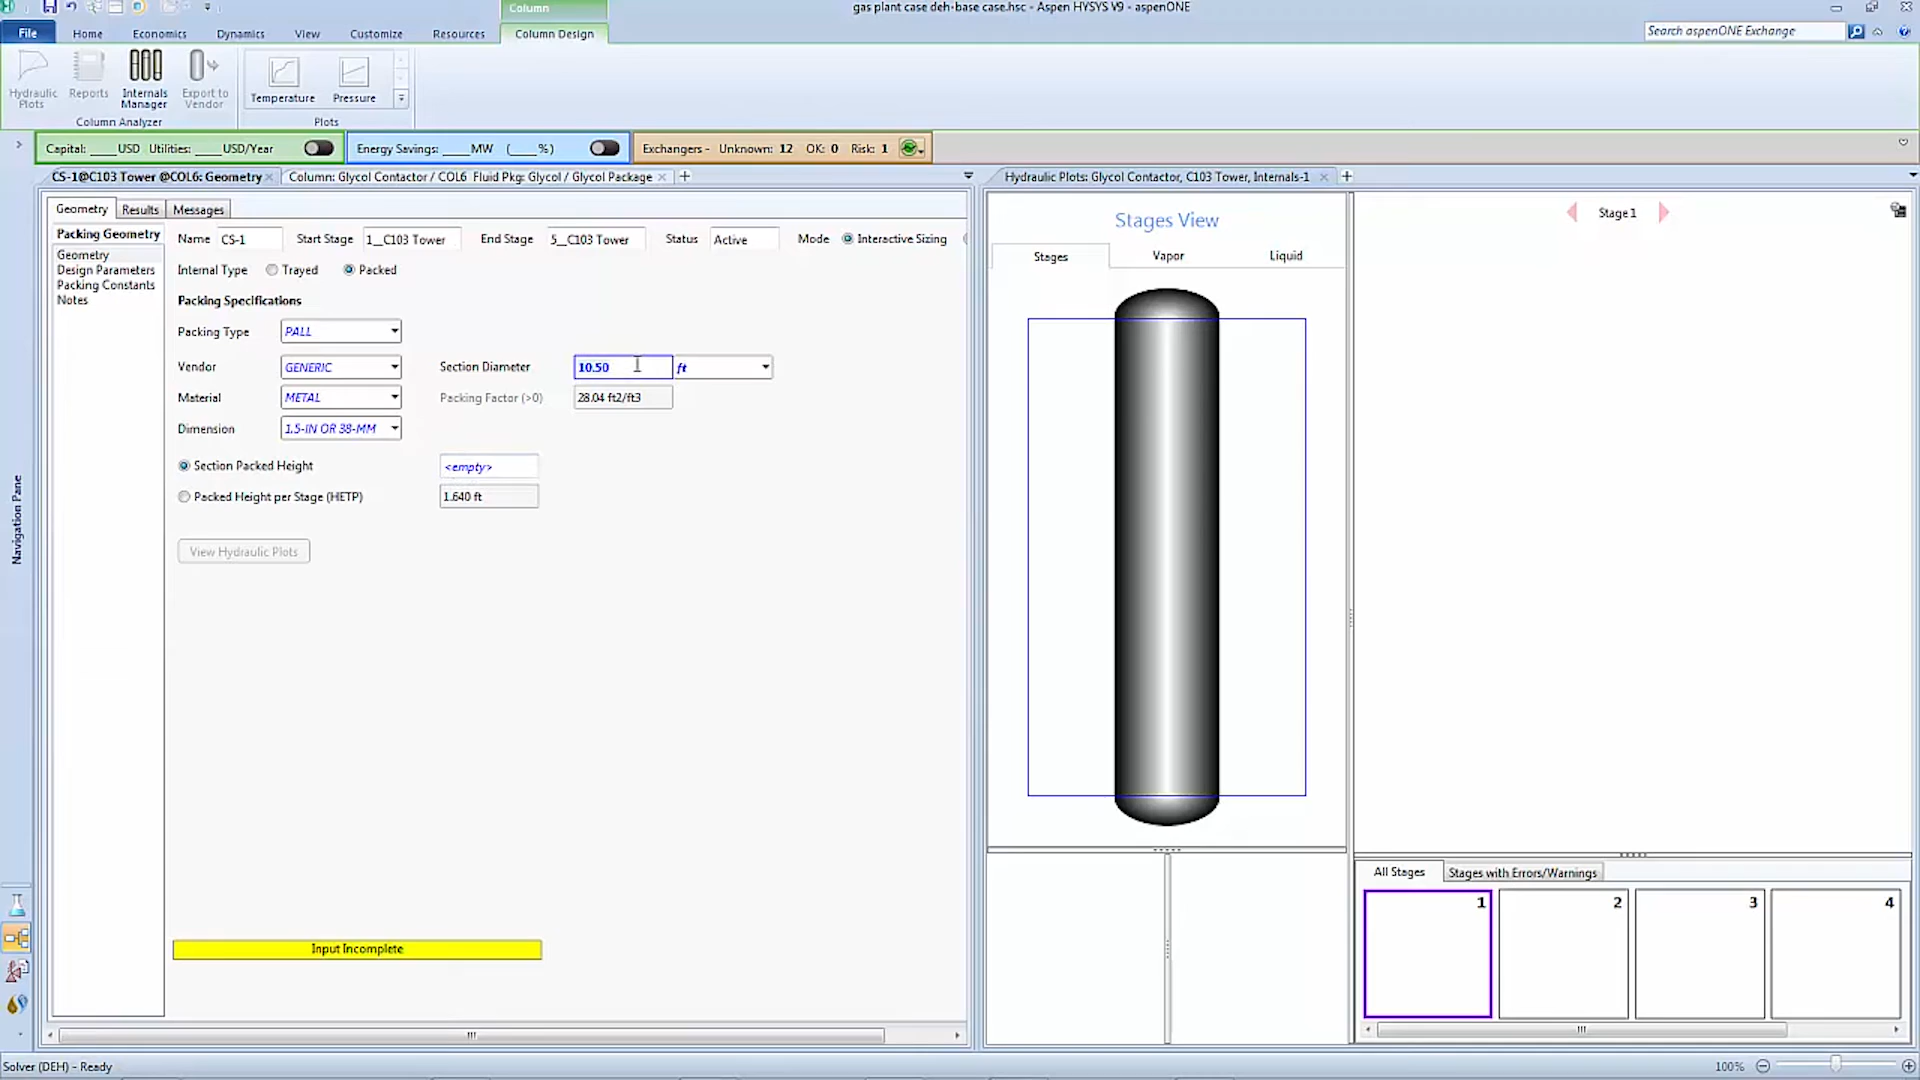 Column
gas plant case deh-base case.hsc - Aspen HYSYS V9 - aspenONE
File Home Economics Dynamics View Customize Resources Column Design
Search aspenONE Exchange
Hydraulic Plots
Reports
Internals Manager
Export to Vendor
Temperature
Pressure
Column Analyzer
Plots
Capital: ____USD Utilities: ____USD/Year
Energy Savings: ____MW (____%)
Exchangers - Unknown: 12 OK: 0 Risk: 1
CS-1@C103 Tower @COL6: Geometry
Column: Glycol Contactor / COL6 Fluid Pkg: Glycol / Glycol Package
Hydraulic Plots: Glycol Contactor, C103 Tower, Internals-1
Geometry Results Messages
Packing Geometry
Geometry
Design Parameters
Packing Constants
Notes
Name CS-1 Start Stage 1__C103 Tower End Stage 5__C103 Tower Status Active Mode Interactive Sizing
Internal Type Trayed Packed
Packing Specifications
Packing Type PALL
Vendor GENERIC Section Diameter 10.50 ft
Material METAL Packing Factor (>0) 28.04 ft2/ft3
Dimension 1.5-IN OR 38-MM
Section Packed Height <empty>
Packed Height per Stage (HETP) 1.640 ft
View Hydraulic Plots
Input Incomplete
Navigation Pane
Stages View
Stages Vapor Liquid
Stage 1
All Stages Stages with Errors/Warnings
1 2 3 4
Solver (DEH) - Ready
100%